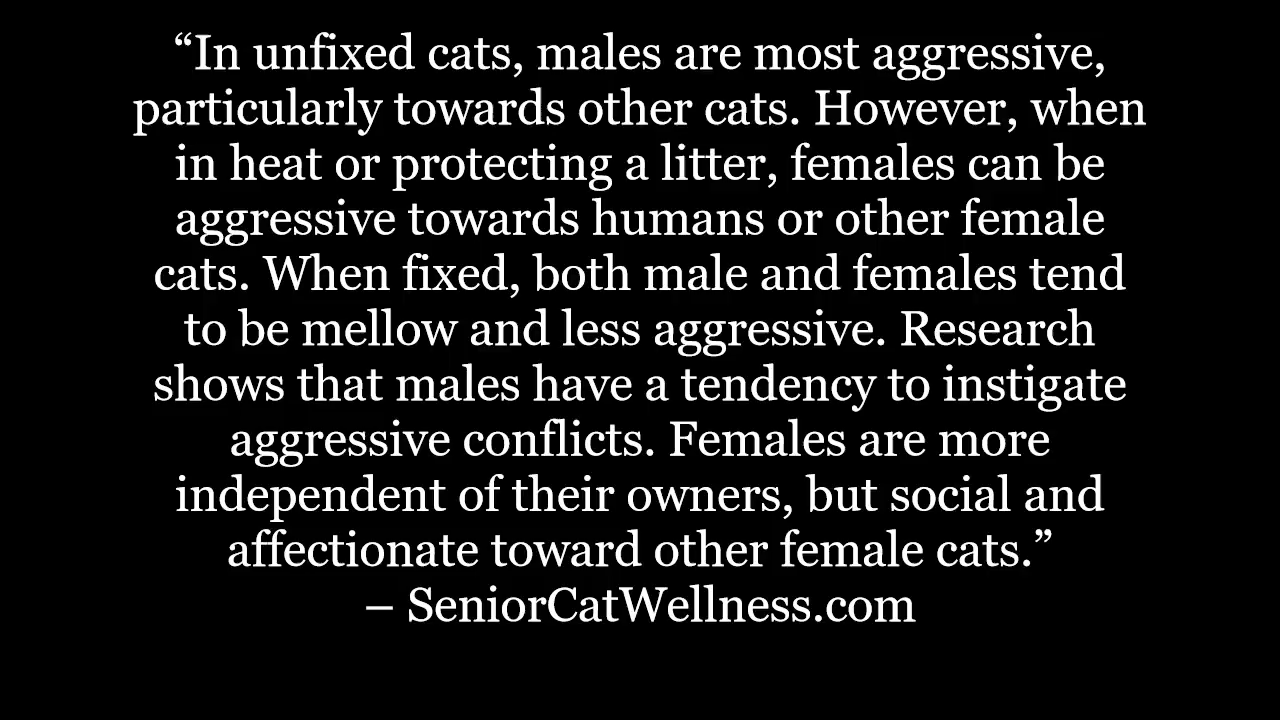 “In unfixed cats, males are most aggressive,
particularly towards other cats. However, when
in heat or protecting a litter, females can be
aggressive towards humans or other female
cats. When fixed, both male and females tend
to be mellow and less aggressive. Research
shows that males have a tendency to instigate
aggressive conflicts. Females are more
independent of their owners, but social and
affectionate toward other female cats.”
– SeniorCatWellness.com